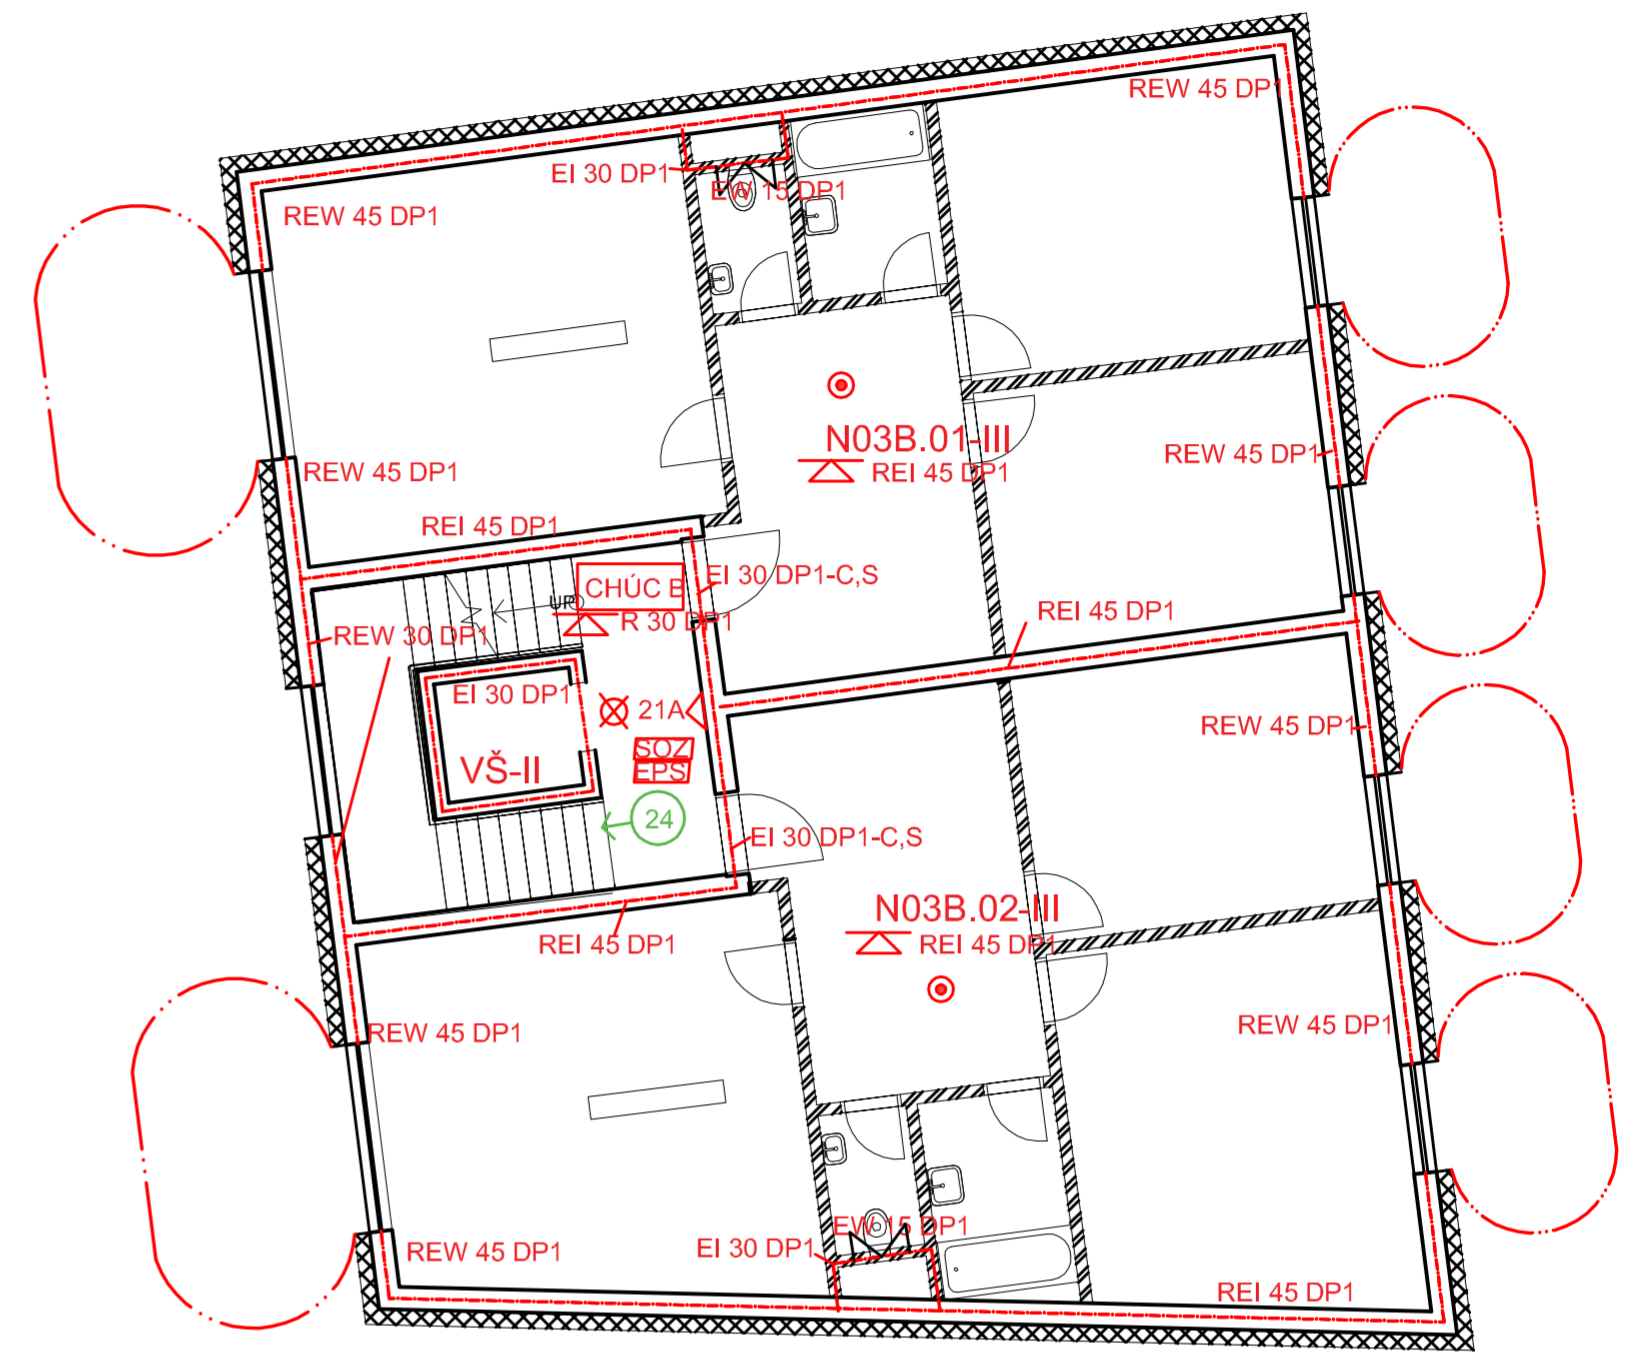 REW 45 DP1
EI 30 DP1
EW 15 DP1
REW 45 DP1
N03B.01-III
REW 45 DP1
REW 45 DP1
REI 45 DP1
REI 45 DP1
CHÚC B
EI 30 DP1-C,S
UP
R 30 DP1
REI 45 DP1
REW 30 DP1
EI 30 DP1
21A
REW 45 DP1
SOZ
VŠ-II
EPS
24
EI 30 DP1-C,S
N03B.02-III
REI 45 DP1
REI 45 DP1
REW 45 DP1
REW 45 DP1
EW 15 DP1
REW 45 DP1
EI 30 DP1
REI 45 DP1